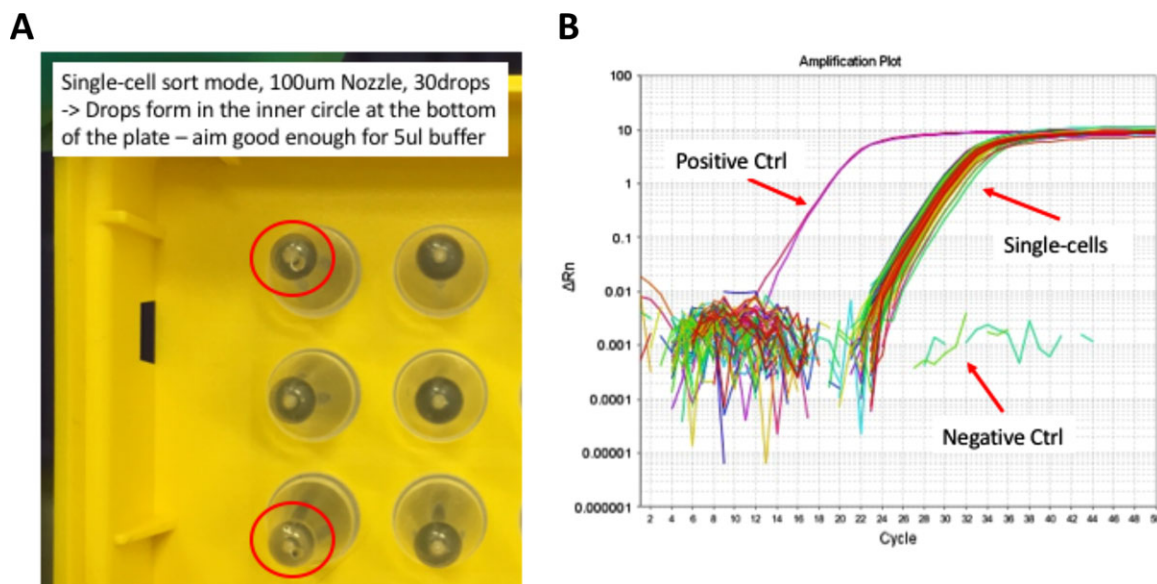 A
Single-cell sort mode, 100um Nozzle, 30drops
-> Drops form in the inner circle at the bottom
of the plate – aim good enough for 5ul buffer
B
Amplification Plot
100
10
1
0.1
0.01
0.001
0.0001
0.00001
0.000001
ΔRn
Positive Ctrl
Single-cells
Negative Ctrl
2 4 6 8 10 12 14 16 18 20 22 24 26 28 30 32 34 36 38 40 42 44 46 48 50
Cycle